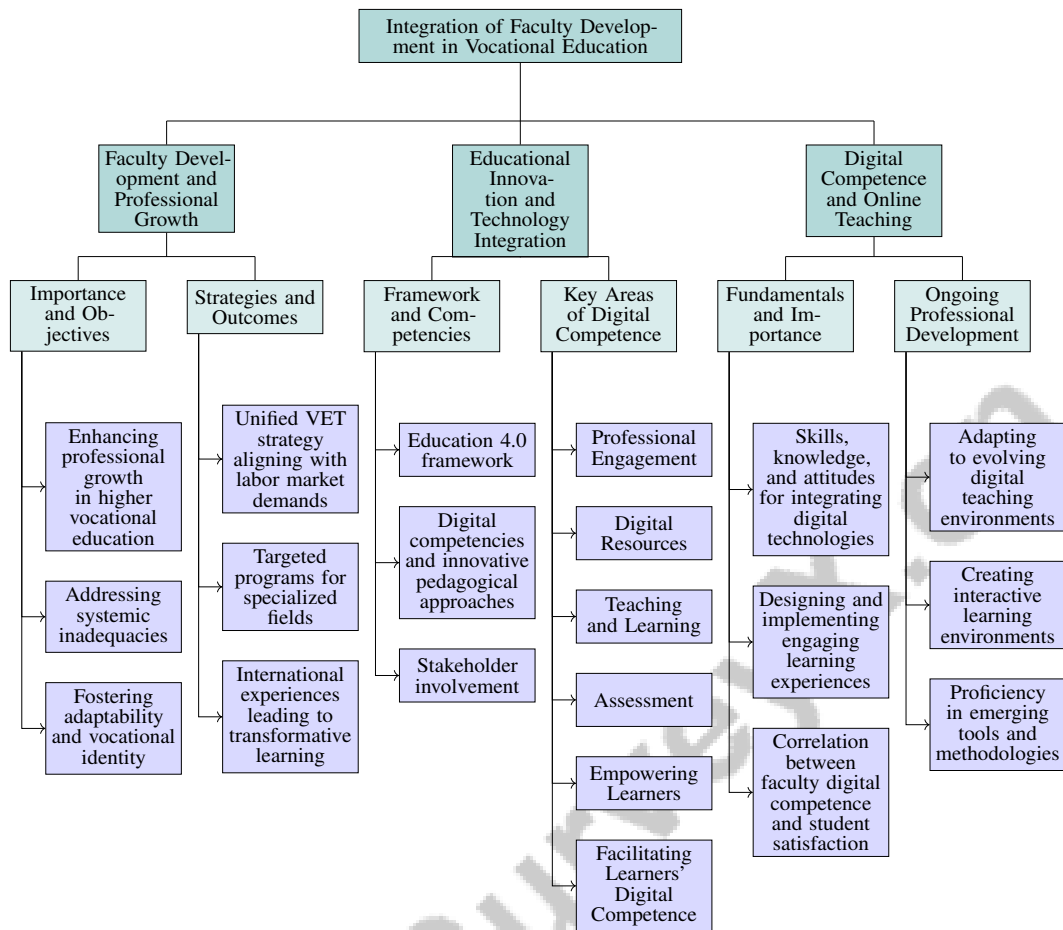 Integration of Faculty Develop-
ment in Vocational Education
Faculty Devel-
opment and
Professional
Growth
Educational
Innova-
tion and
Technology
Integration
Digital
Competence
and Online
Teaching
Importance
and Ob-
jectives
Strategies and
Outcomes
Framework
and Com-
petencies
Key Areas
of Digital
Competence
Fundamentals
and Im-
portance
Ongoing
Professional
Development
Enhancing
professional
growth
in higher
vocational
education
Addressing
systemic
inadequacies
Fostering
adaptability
and vocational
identity
Unified VET
strategy
aligning with
labor market
demands
Targeted
programs for
specialized
fields
International
experiences
leading to
transformative
learning
Education 4.0
framework
Digital
competencies
and innovative
pedagogical
approaches
Stakeholder
involvement
Professional
Engagement
Digital
Resources
Teaching
and Learning
Assessment
Empowering
Learners
Facilitating
Learners'
Digital
Competence
Skills,
knowledge,
and attitudes
for integrating
digital
technologies
Designing and
implementing
engaging
learning
experiences
Correlation
between
faculty digital
competence
and student
satisfaction
Adapting
to evolving
digital
teaching
environments
Creating
interactive
learning
environments
Proficiency
in emerging
tools and
methodologies